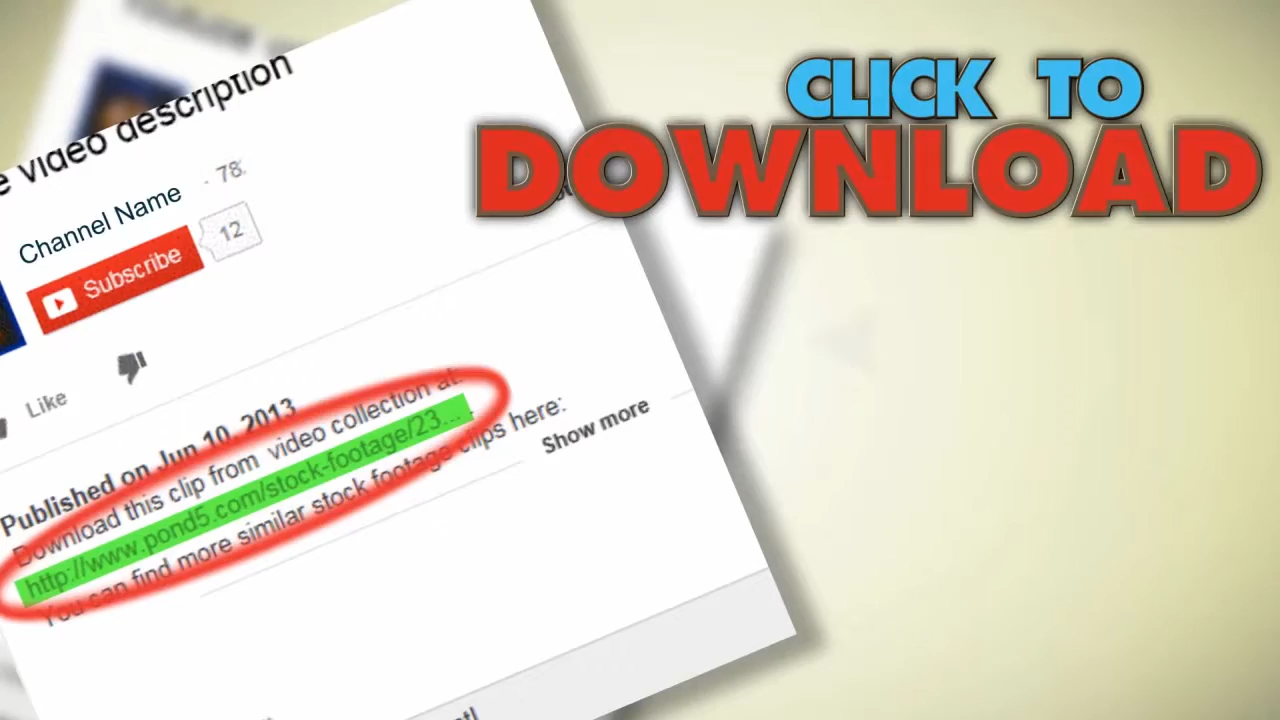 CLICK TO
DOWNLOAD
video description
Channel Name
· 78
Subscribe
12
Like
Published on Jun 10, 2013
Download this clip from video collection at:
http://www.pond5.com/stock-footage/23...
You can find more similar stock footage clips here:
Show more